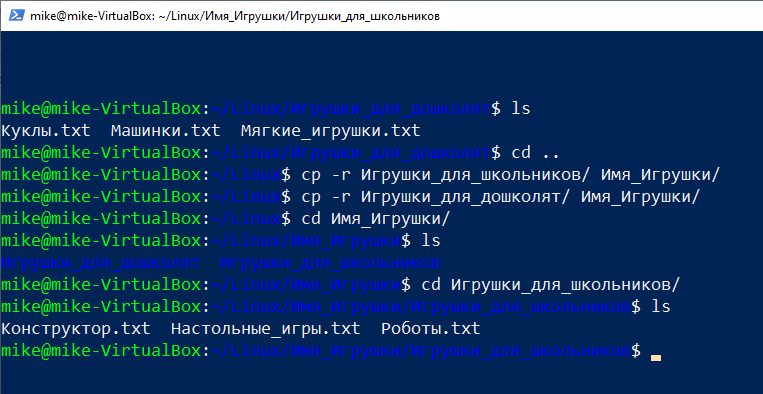 mike@mike-VirtualBox: ~/Linux/Имя_Игрушки/Игрушки_для_школьников
mike@mike-VirtualBox:~/Linux/Игрушки_для_дошколят$ ls
Куклы.txt  Машинки.txt  Мягкие_игрушки.txt
mike@mike-VirtualBox:~/Linux/Игрушки_для_дошколят$ cd ..
mike@mike-VirtualBox:~/Linux$ cp -r Игрушки_для_школьников/ Имя_Игрушки/
mike@mike-VirtualBox:~/Linux$ cp -r Игрушки_для_дошколят/ Имя_Игрушки/
mike@mike-VirtualBox:~/Linux$ cd Имя_Игрушки/
mike@mike-VirtualBox:~/Linux/Имя_Игрушки$ ls
Игрушки_для_дошколят  Игрушки_для_школьников
mike@mike-VirtualBox:~/Linux/Имя_Игрушки$ cd Игрушки_для_школьников/
mike@mike-VirtualBox:~/Linux/Имя_Игрушки/Игрушки_для_школьников$ ls
Конструктор.txt  Настольные_игры.txt  Роботы.txt
mike@mike-VirtualBox:~/Linux/Имя_Игрушки/Игрушки_для_школьников$